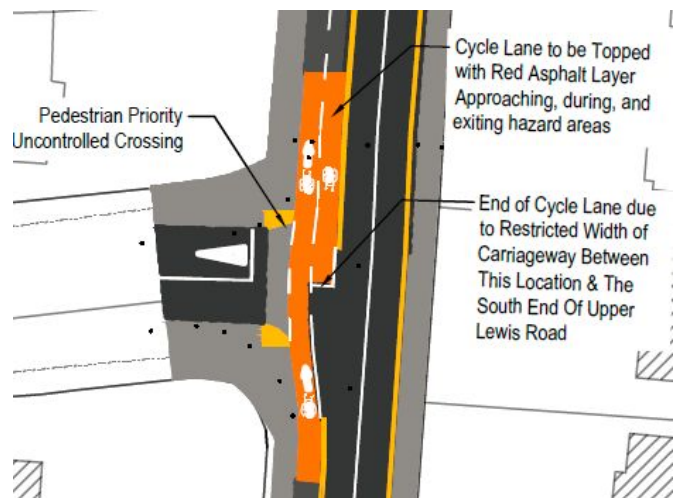 Cycle Lane to be Topped
with Red Asphalt Layer
Approaching, during, and
exiting hazard areas
Pedestrian Priority
Uncontrolled Crossing
End of Cycle Lane due
to Restricted Width of
Carriageway Between
This Location & The
South End Of Upper
Lewis Road